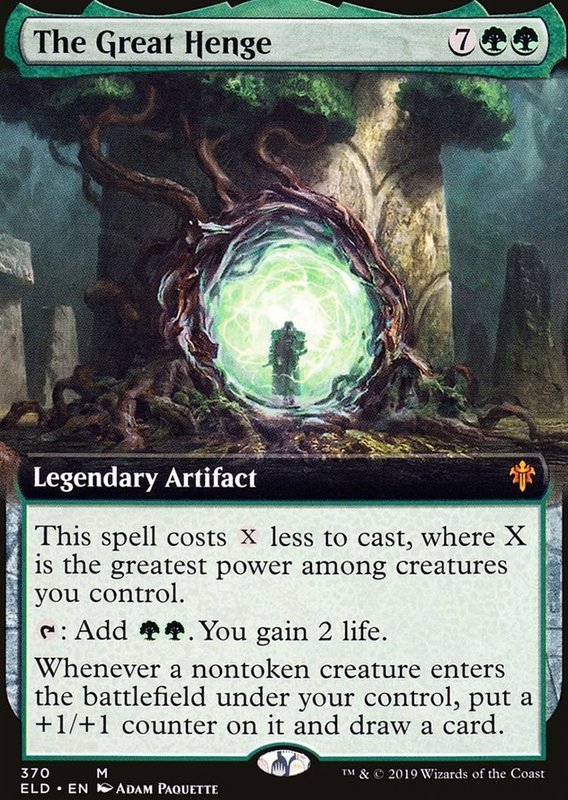 The Great Henge 7
Legendary Artifact
This spell costs X less to cast, where X
is the greatest power among creatures
you control.
: Add . You gain 2 life.
Whenever a nontoken creature enters
the battlefield under your control, put a
+1/+1 counter on it and draw a card.
370 M
ELD • EN Adam Paquette
™ & © 2019 Wizards of the Coast